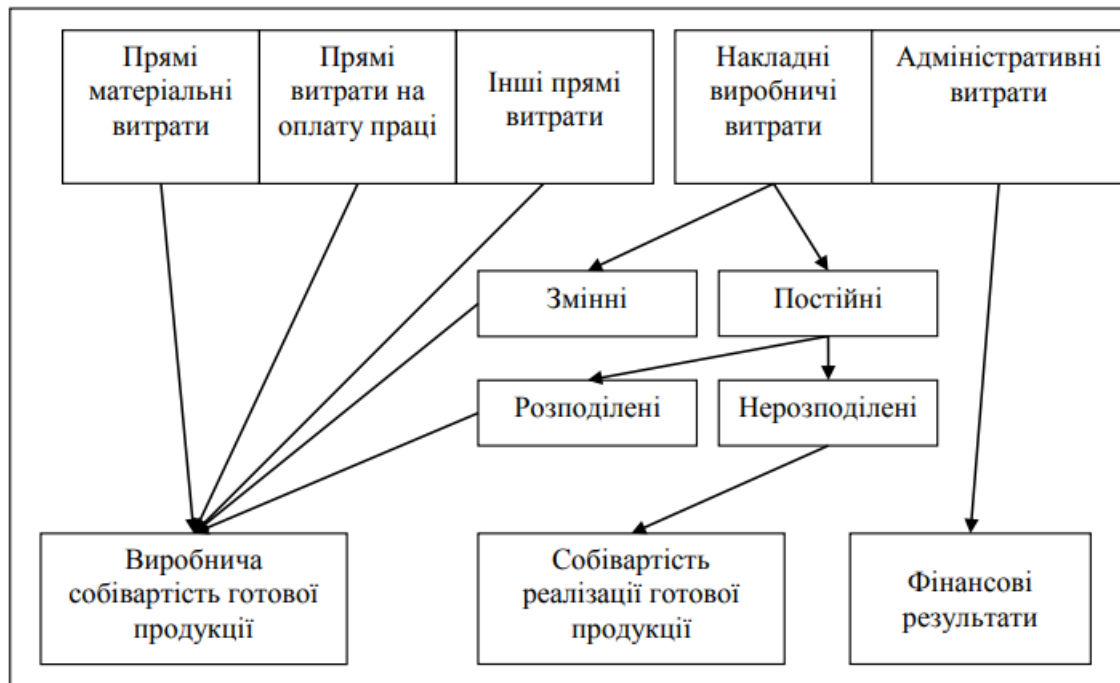 Прямі
матеріальні
витрати
Прямі
витрати на
оплату праці
Інші прямі
витрати
Накладні
виробничі
витрати
Адміністративні
витрати
Змінні
Постійні
Розподілені
Нерозподілені
Виробнича
собівартість готової
продукції
Собівартість
реалізації готової
продукції
Фінансові
результати